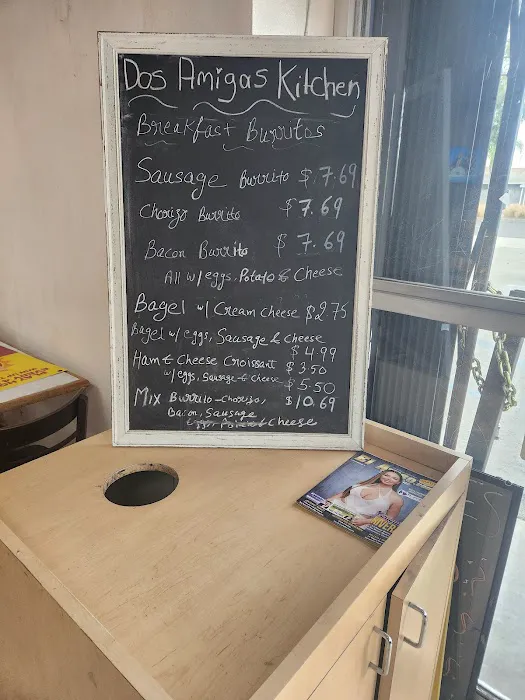 Dos Amigas Kitchen
Breakfast Burritos
Sausage Burrito $7.69
Chorizo Burrito $7.69
Bacon Burrito $7.69
All w/eggs, Potato & Cheese
Bagel w/ Cream Cheese $2.75
Bagel w/ eggs, Sausage & Cheese
$4.99
Ham & Cheese Croissant $3.50
w/eggs, Sausage & Cheese $5.50
Mix Burrito - Chorizo, $10.69
Bacon, Sausage
Eggs, Potato & Cheese